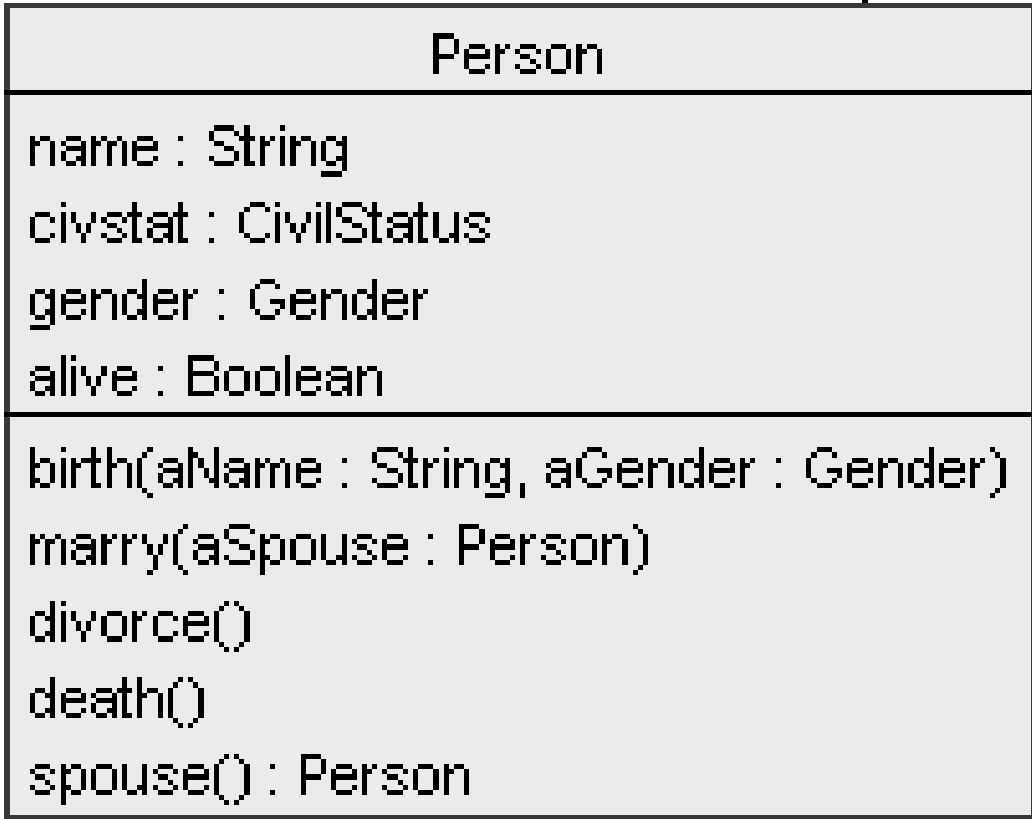 Person
name : String
civstat : CivilStatus
gender : Gender
alive : Boolean
birth(aName : String, aGender : Gender)
marry(aSpouse : Person)
divorce()
death()
spouse() : Person